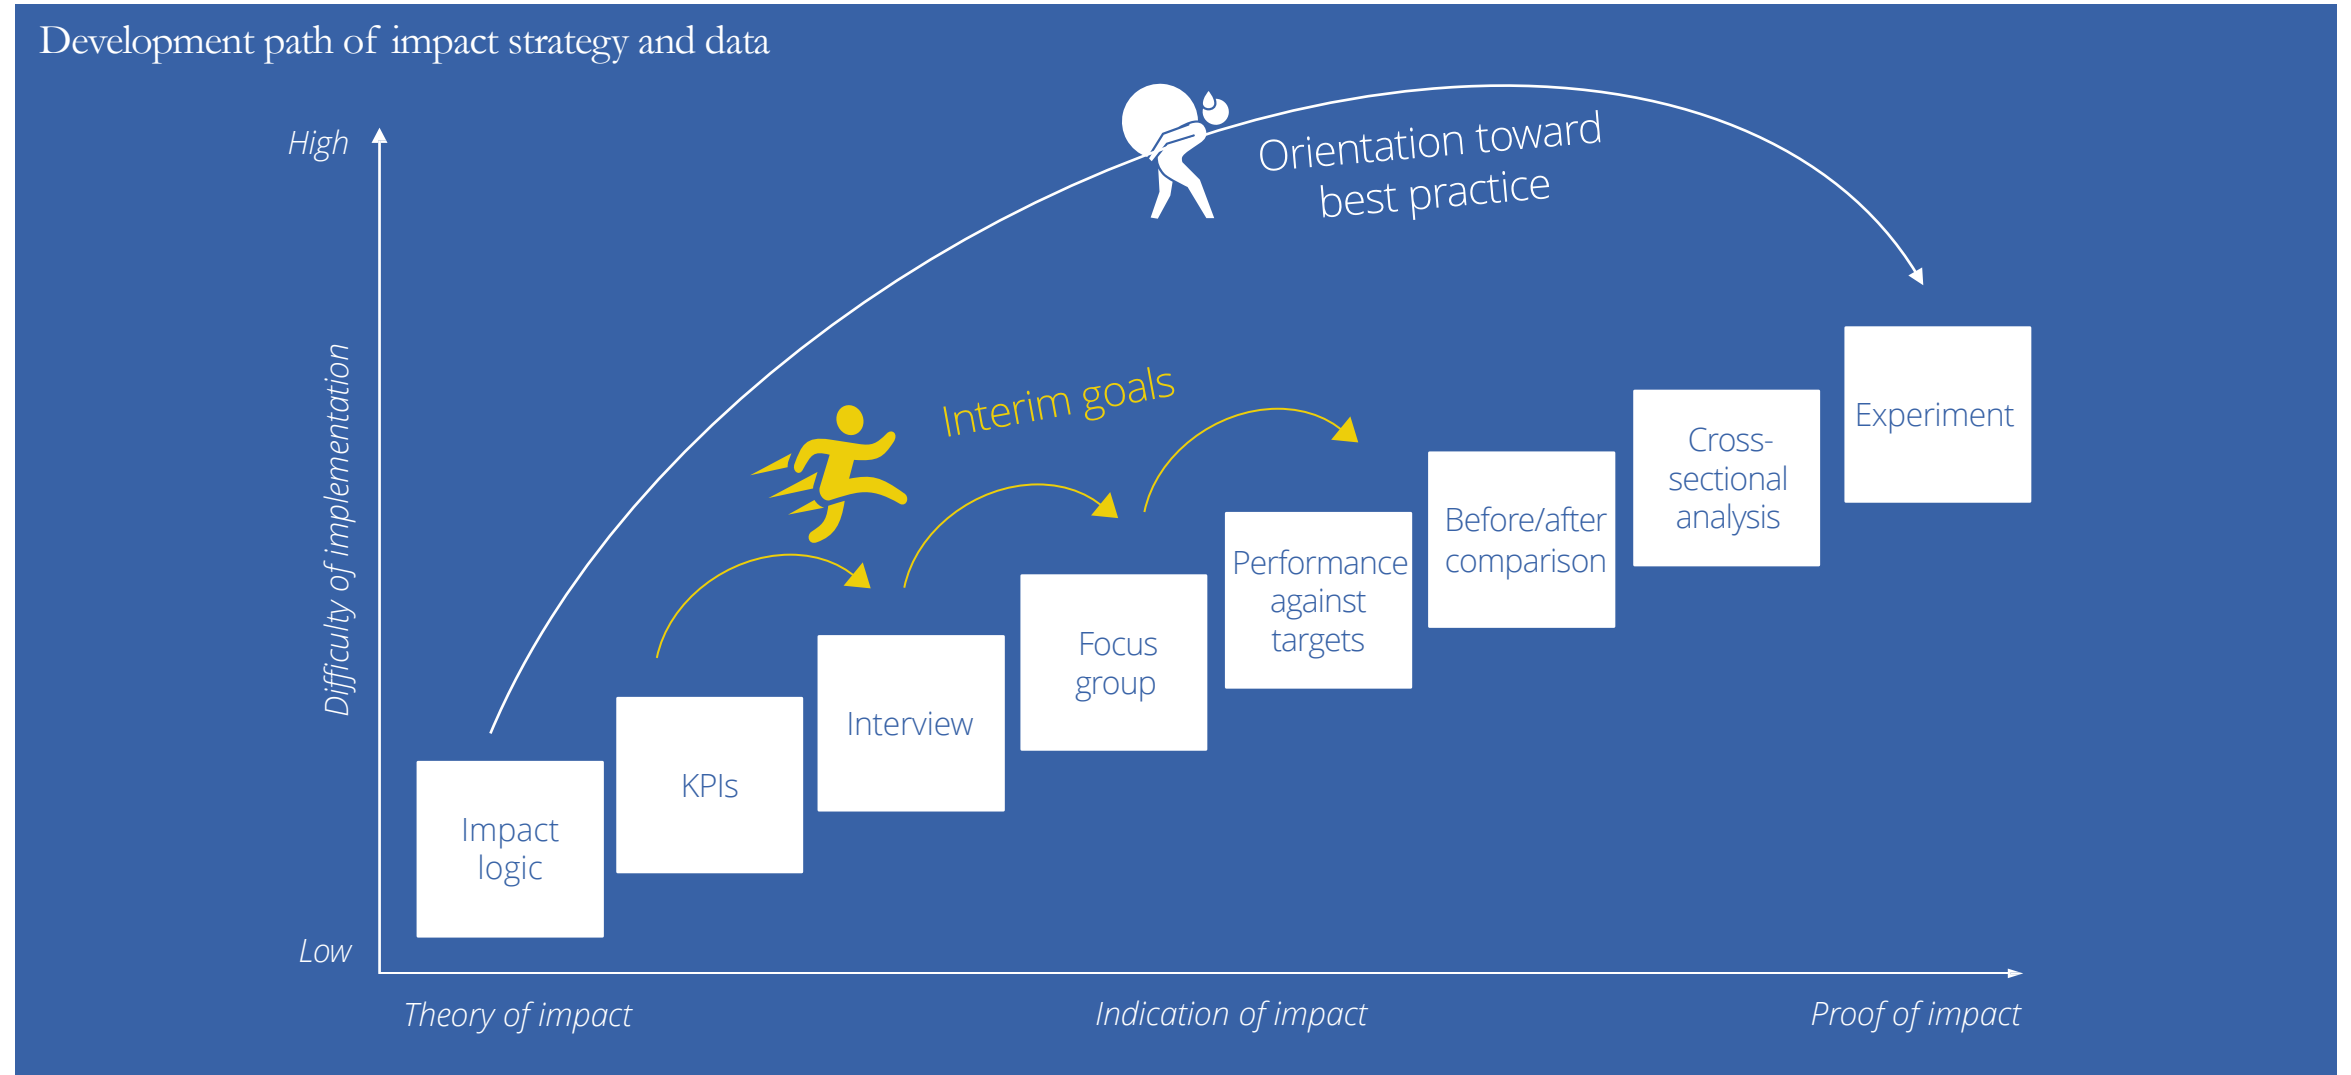 Development path of impact strategy and data
High
Orientation toward
best practice
Difficulty of implementation
Interim goals
Experiment
Cross-
sectional
analysis
Before/after
comparison
Performance
against
targets
Focus
group
Interview
KPIs
Impact
logic
Low
Theory of impact
Indication of impact
Proof of impact